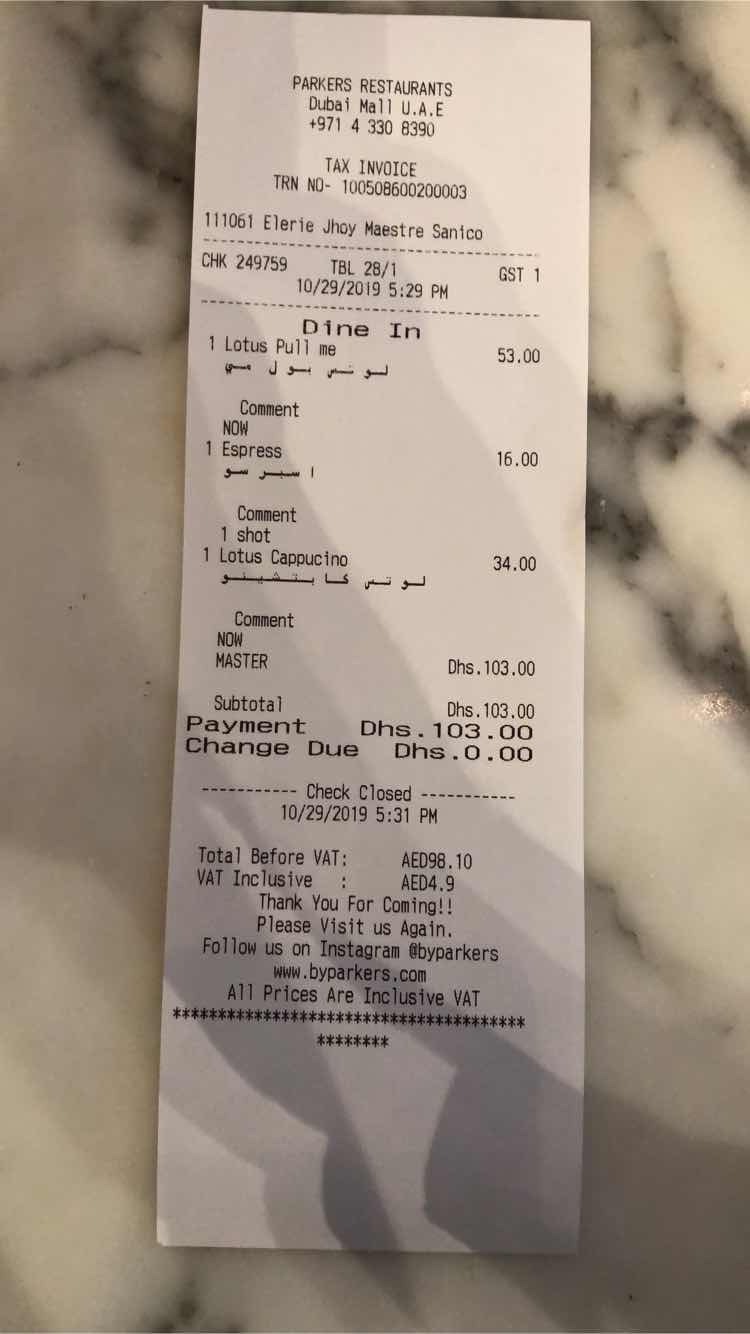 PARKERS RESTAURANTS
Dubai Mall U.A.E
+971 4 330 8390
TAX INVOICE
TRN NO- 100508600200003
111061 Elerie Jhoy Maestre Sanico
--------------------------------------
CHK 249759 TBL 28/1 GST 1
10/29/2019 5:29 PM
--------------------------------------
Dine In
1 Lotus Pull me 53.00
لوتس بول مي
Comment
NOW
1 Espress 16.00
اسبرسو
Comment
1 shot
1 Lotus Cappucino 34.00
لوتس كابتشينو
Comment
NOW
MASTER Dhs.103.00
Subtotal Dhs.103.00
Payment Dhs.103.00
Change Due Dhs.0.00
----------- Check Closed -----------
10/29/2019 5:31 PM
Total Before VAT: AED98.10
VAT Inclusive : AED4.9
Thank You For Coming!!
Please Visit us Again.
Follow us on Instagram @byparkers
www.byparkers.com
All Prices Are Inclusive VAT
***************************************
********